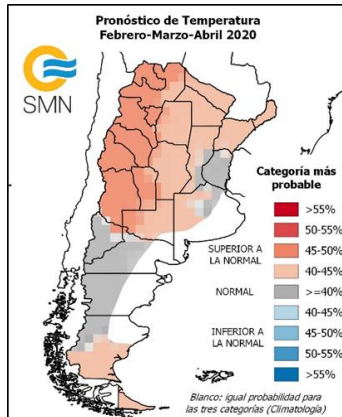 Pronóstico de Temperatura
Febrero-Marzo-Abril 2020
SMN
Categoría más
probable
>55%
50-55%
SUPERIOR A
LA NORMAL
45-50%
40-45%
NORMAL
>=40%
40-45%
INFERIOR A
LA NORMAL
45-50%
50-55%
>55%
Blanco: igual probabilidad para
las tres categorías (Climatología)